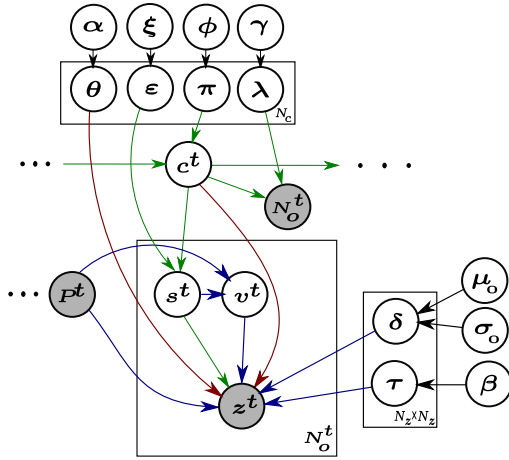 α ξ ϕ γ
θ ε π λ
N_c
··· c^t ···
N_o^t
··· P^t s^t v^t μ_o
δ σ_o
τ β
z^t N_z×N_z
N_o^t